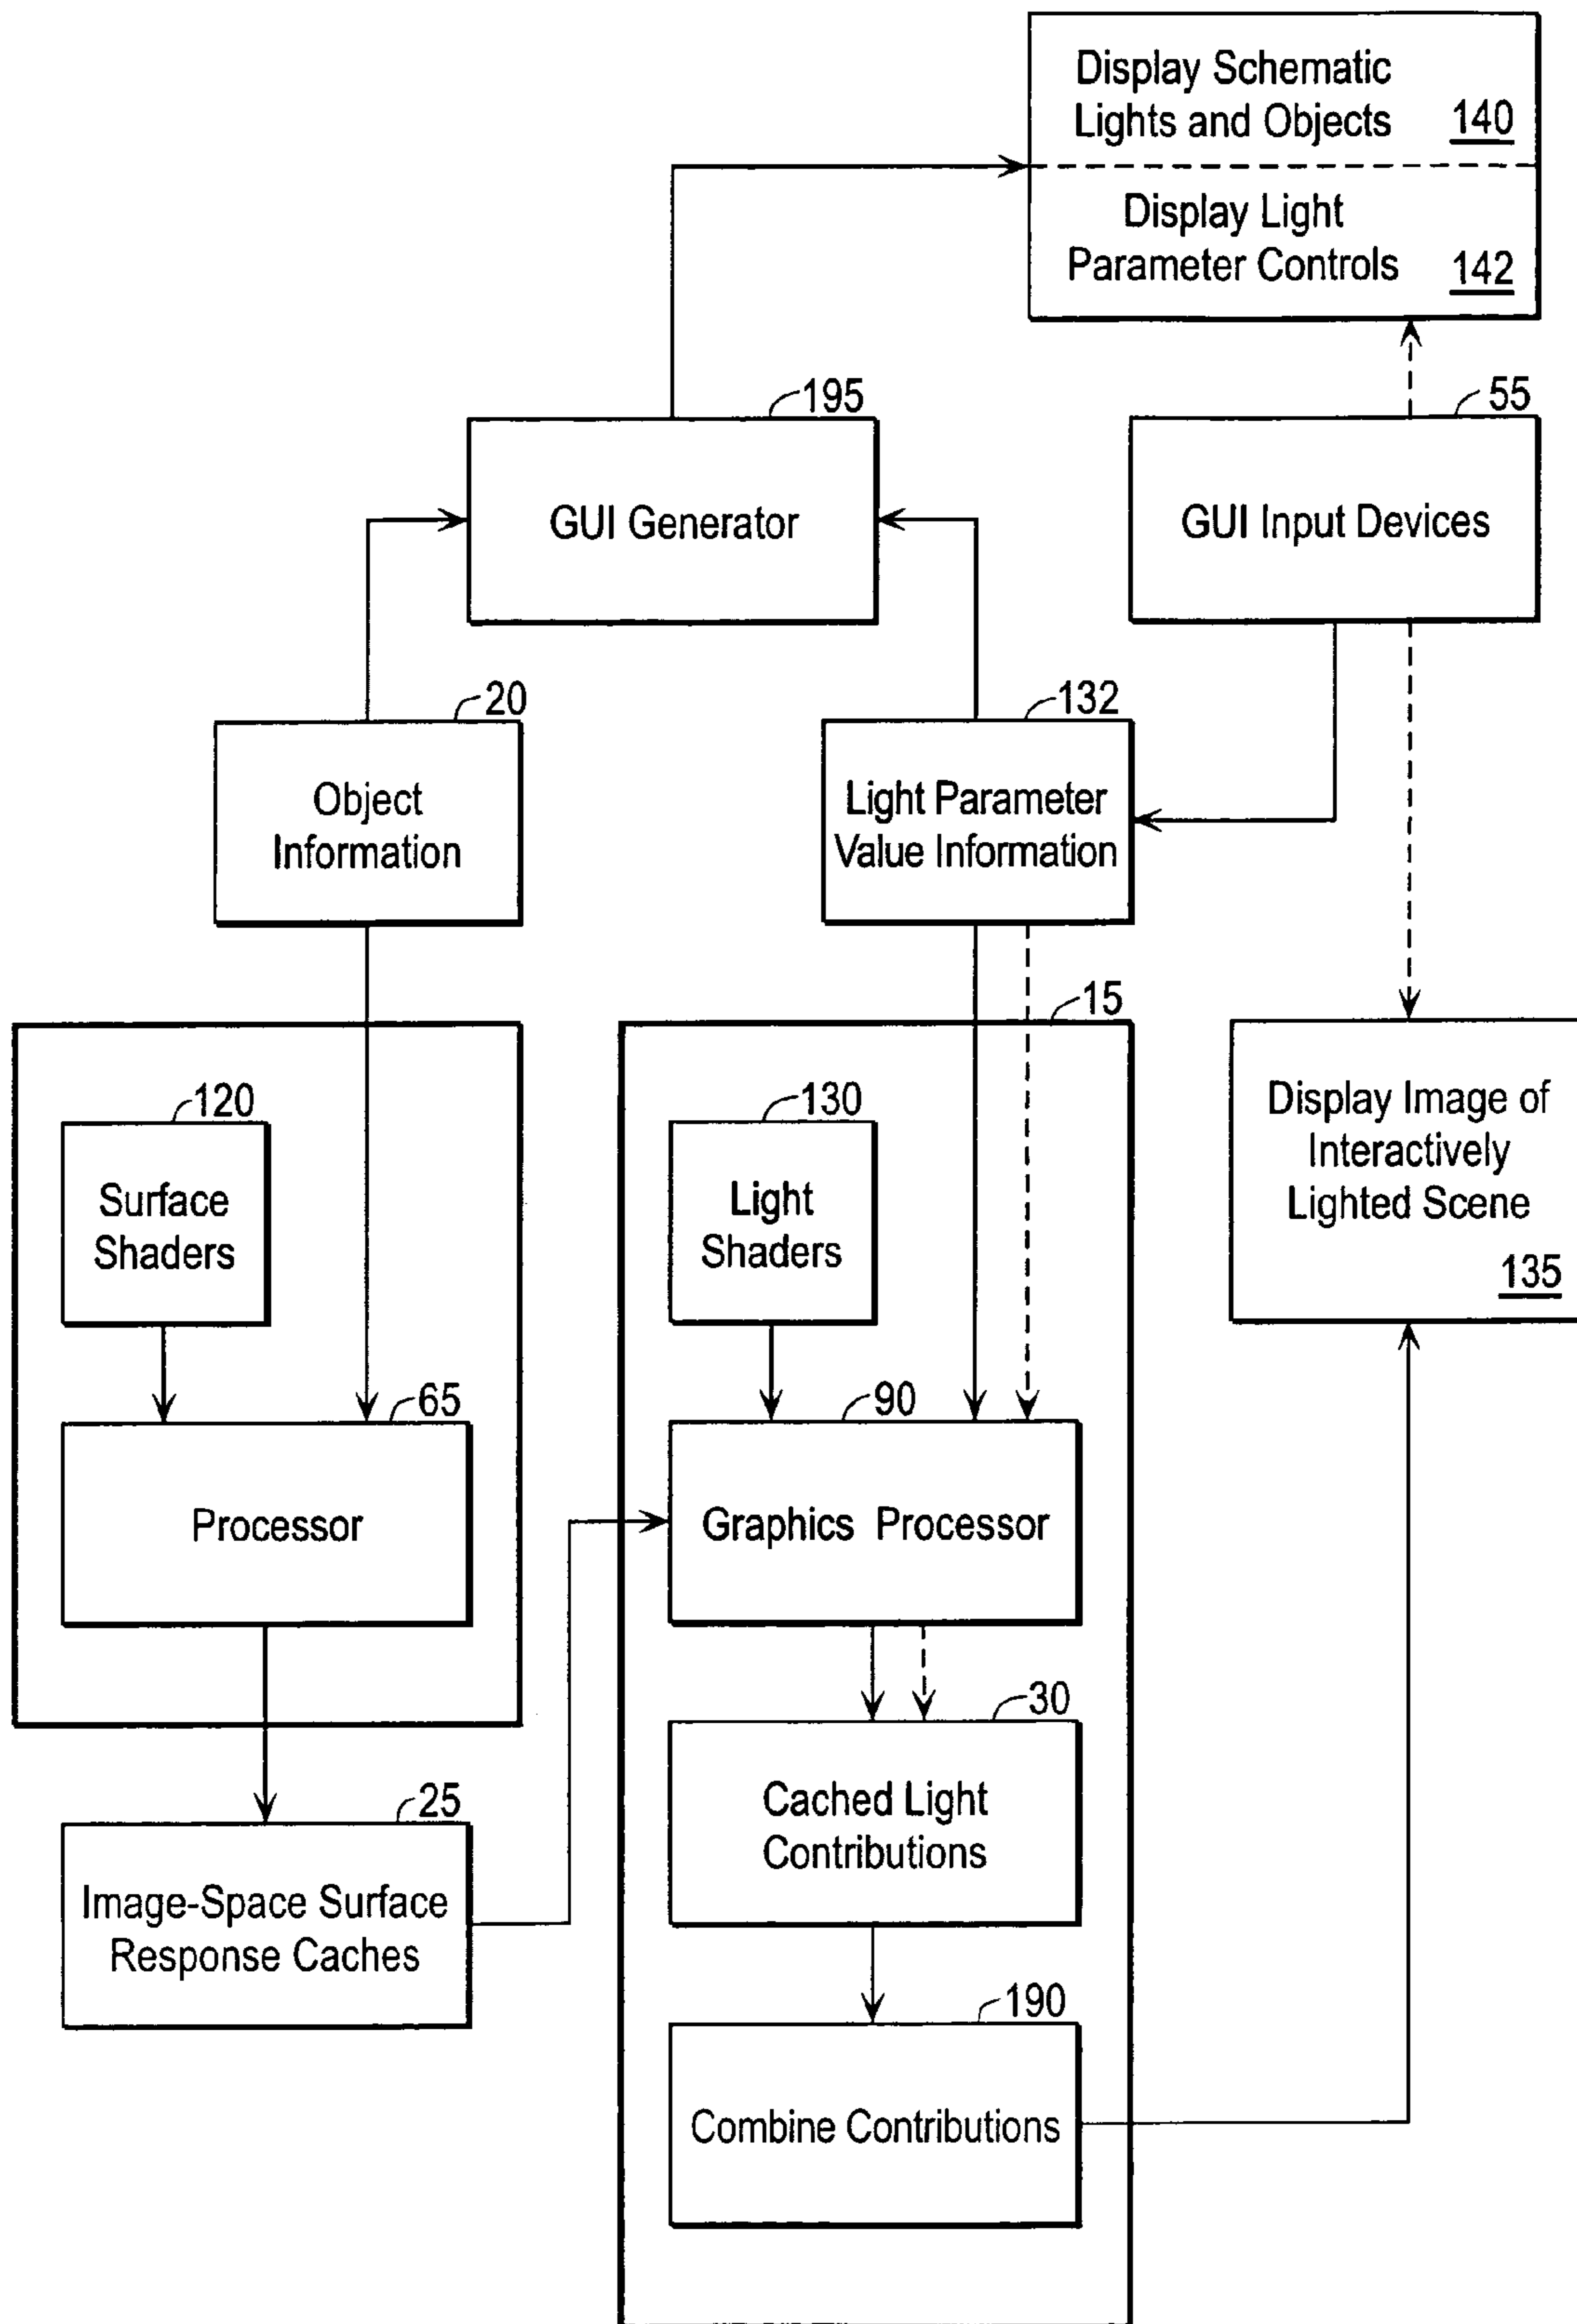 Display Schematic
Lights and Objects 140
Display Light
Parameter Controls 142
195
GUI Generator
55
GUI Input Devices
20
Object
Information
132
Light Parameter
Value Information
15
120
Surface
Shaders
130
Light
Shaders
Display Image of
Interactively
Lighted Scene
135
65
Processor
90
Graphics Processor
30
Cached Light
Contributions
25
Image-Space Surface
Response Caches
190
Combine Contributions